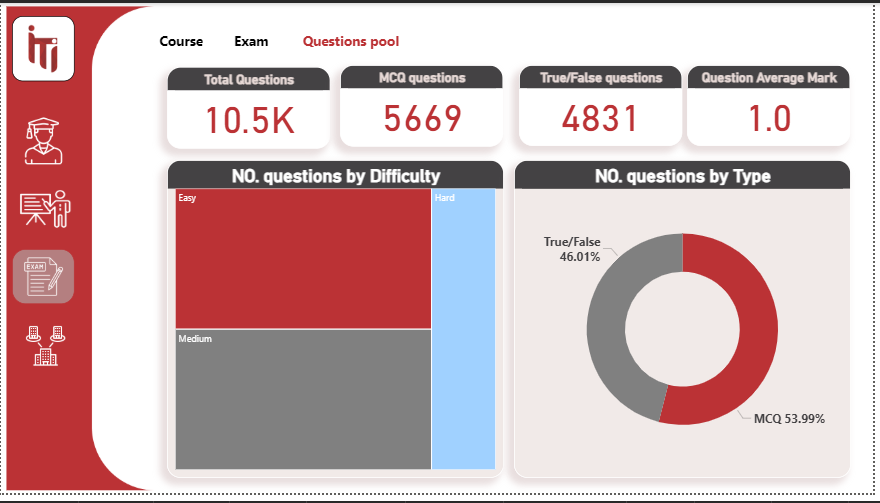 iTi
Course
Exam
Questions pool
Total Questions
10.5K
MCQ questions
5669
True/False questions
4831
Question Average Mark
1.0
NO. questions by Difficulty
Easy
Hard
Medium
NO. questions by Type
True/False
46.01%
MCQ 53.99%
EXAM